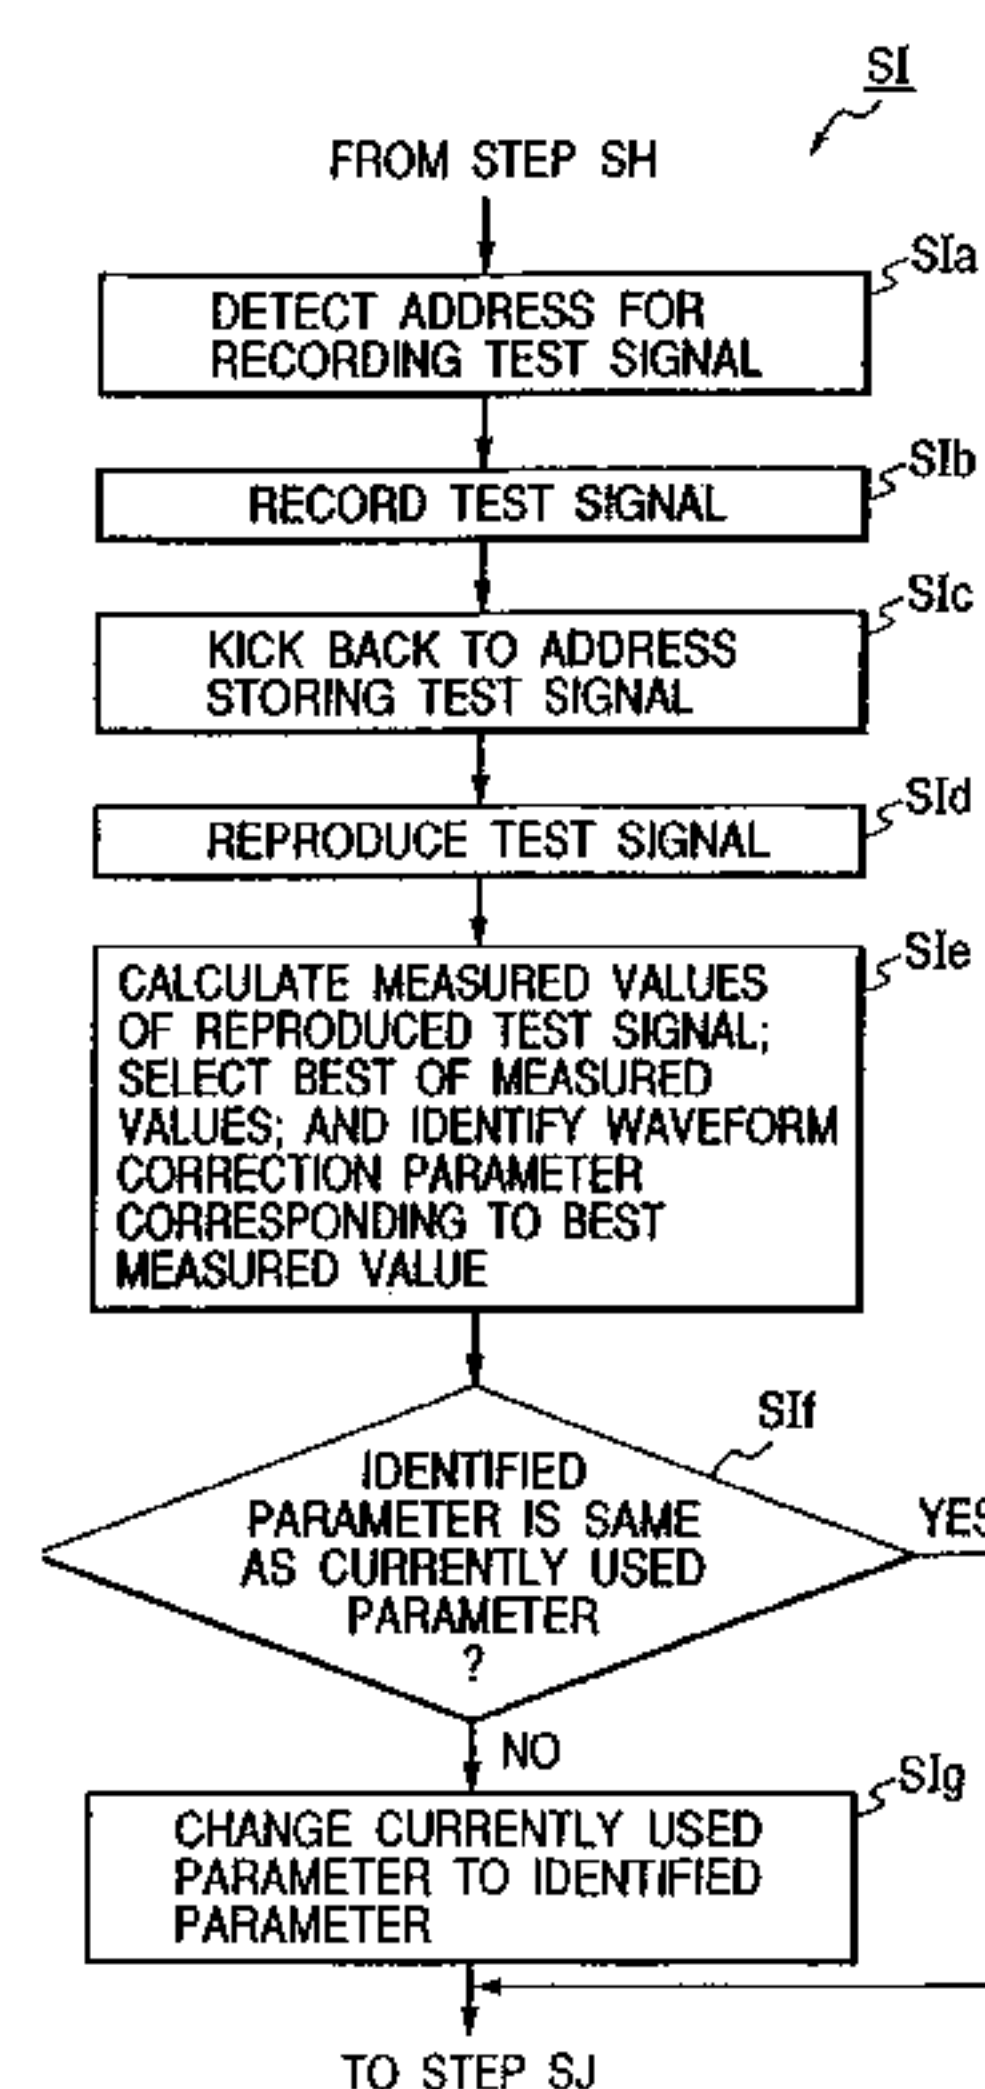 SI
FROM STEP SH
SIa
DETECT ADDRESS FOR
RECORDING TEST SIGNAL
SIb
RECORD TEST SIGNAL
SIc
KICK BACK TO ADDRESS
STORING TEST SIGNAL
SId
REPRODUCE TEST SIGNAL
SIe
CALCULATE MEASURED VALUES
OF REPRODUCED TEST SIGNAL;
SELECT BEST OF MEASURED
VALUES; AND IDENTIFY WAVEFORM
CORRECTION PARAMETER
CORRESPONDING TO BEST
MEASURED VALUE
SIf
IDENTIFIED
PARAMETER IS SAME
AS CURRENTLY USED
PARAMETER
?
YES
NO
SIg
CHANGE CURRENTLY USED
PARAMETER TO IDENTIFIED
PARAMETER
TO STEP SJ